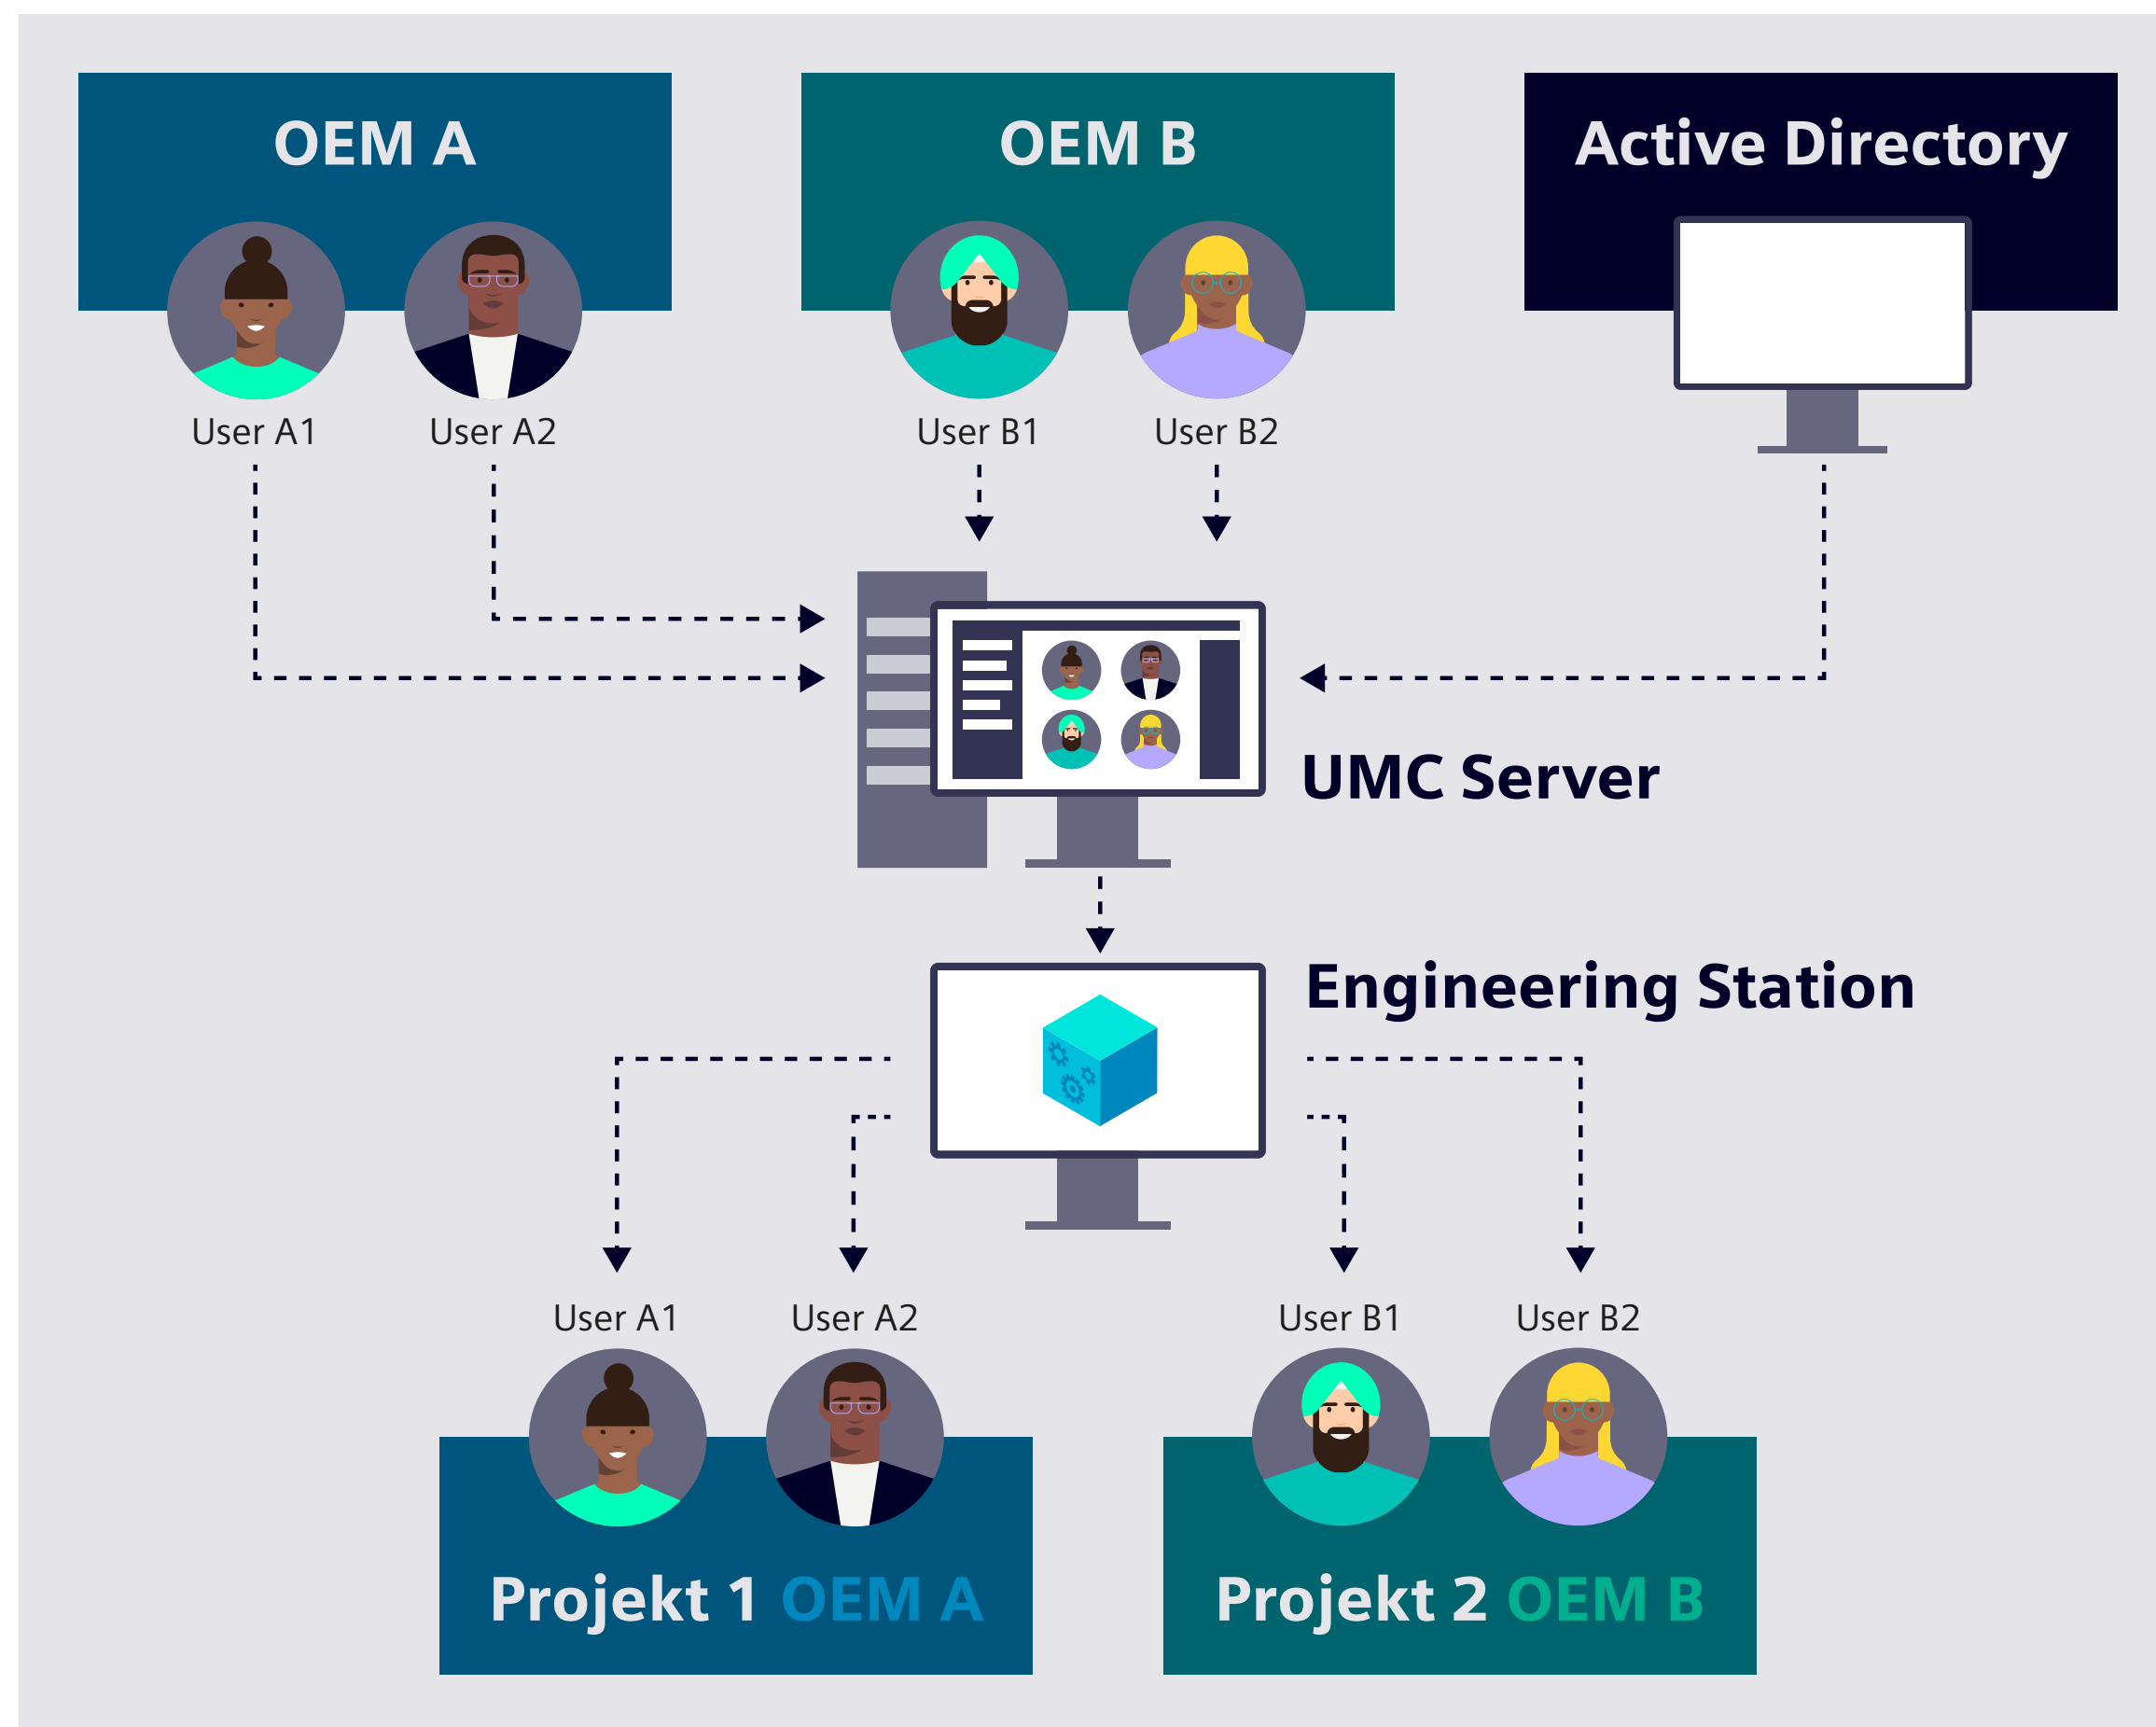 OEM A
OEM B
Active Directory
User A1
User A2
User B1
User B2
UMC Server
Engineering Station
User A1
User A2
User B1
User B2
Projekt 1 OEM A
Projekt 2 OEM B